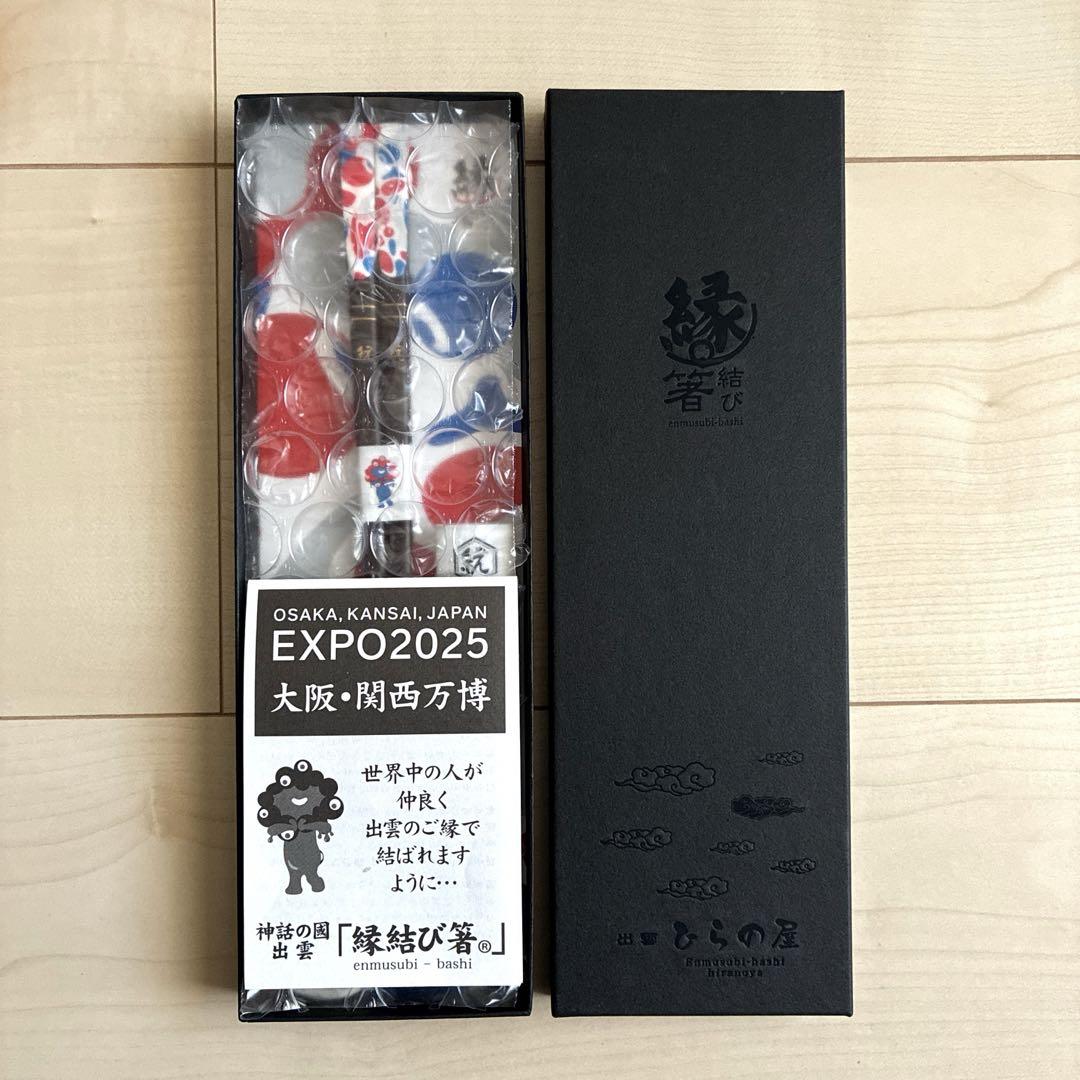 OSAKA, KANSAI, JAPAN
EXPO2025
大阪・関西万博
世界中の人が
仲良く
出雲のご縁で
結ばれます
ように…
神話の國
出雲
「縁結び箸®」
enmusubi – bashi
縁
結び
箸
enmusubi-bashi
出雲 ひらの屋
Enmusubi-hashi
hiranoya